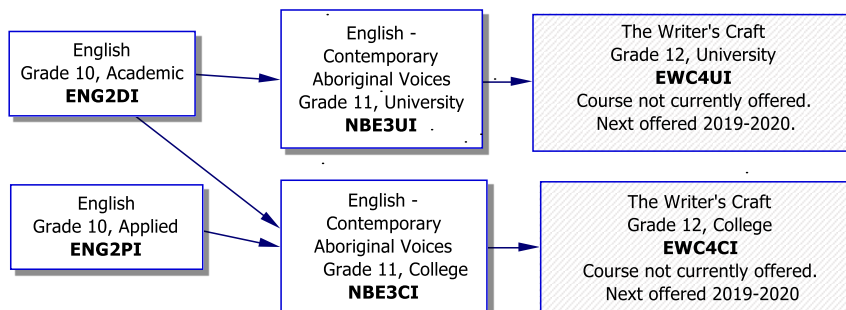 English
Grade 10, Academic
ENG2DI
English -
Contemporary
Aboriginal Voices
Grade 11, University
NBE3UI
The Writer's Craft
Grade 12, University
EWC4UI
Course not currently offered.
Next offered 2019-2020.
English
Grade 10, Applied
ENG2PI
English -
Contemporary
Aboriginal Voices
Grade 11, College
NBE3CI
The Writer's Craft
Grade 12, College
EWC4CI
Course not currently offered.
Next offered 2019-2020